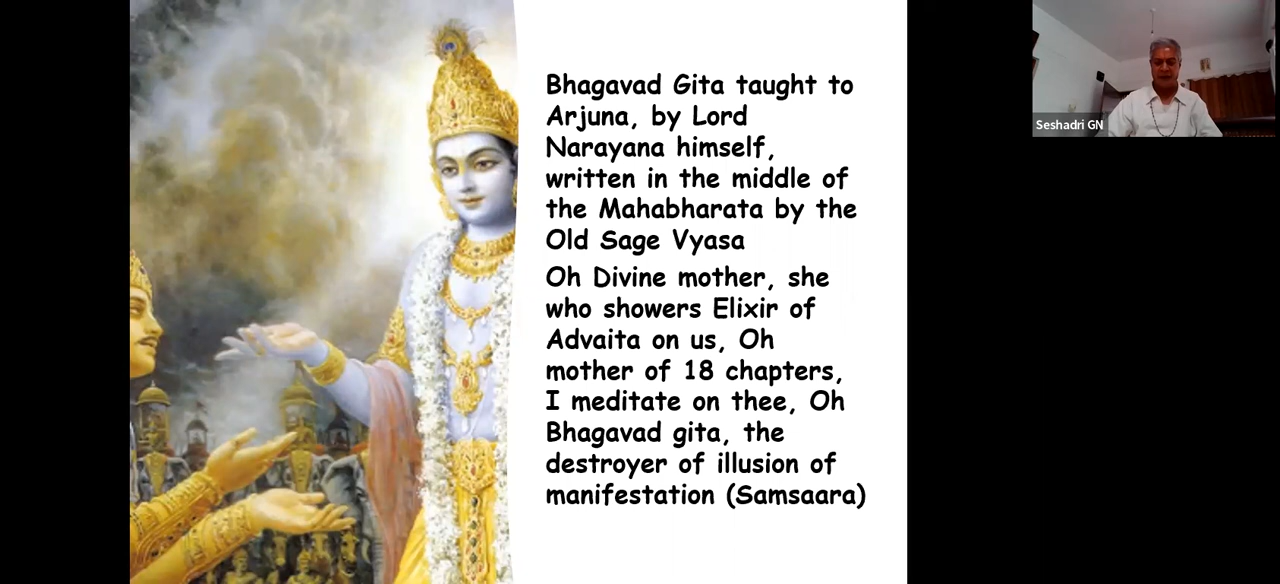 Bhagavad Gita taught to
Arjuna, by Lord
Narayana himself,
written in the middle of
the Mahabharata by the
Old Sage Vyasa
Oh Divine mother, she
who showers Elixir of
Advaita on us, Oh
mother of 18 chapters,
I meditate on thee, Oh
Bhagavad gita, the
destroyer of illusion of
manifestation (Samsaara)
Seshadri GN